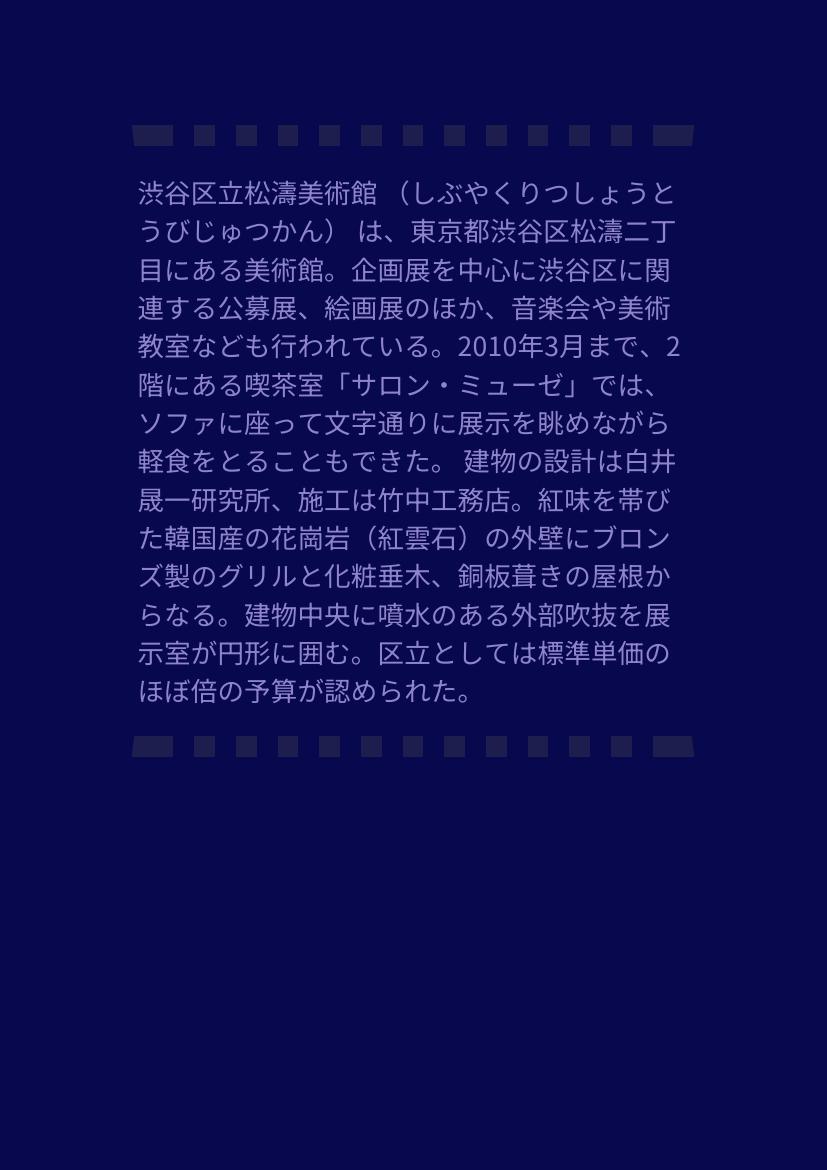 渋谷区立松濤美術館 （しぶやくりつしょうと
うびじゅつかん） は、東京都渋谷区松濤二丁
目にある美術館。企画展を中心に渋谷区に関
連する公募展、絵画展のほか、音楽会や美術
教室なども行われている。2010年3月まで、2
階にある喫茶室「サロン・ミューゼ」では、
ソファに座って文字通りに展示を眺めながら
軽食をとることもできた。 建物の設計は白井
晟一研究所、施工は竹中工務店。紅味を帯び
た韓国産の花崗岩（紅雲石）の外壁にブロン
ズ製のグリルと化粧垂木、銅板葺きの屋根か
らなる。建物中央に噴水のある外部吹抜を展
示室が円形に囲む。区立としては標準単価の
ほぼ倍の予算が認められた。